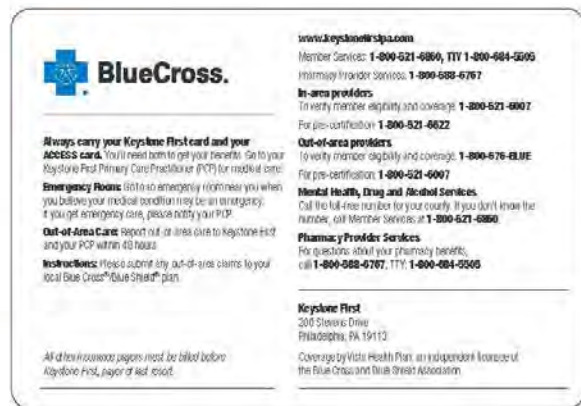 BlueCross.
Always carry your Keystone First card and your
ACCESS card. You'll need both to get your benefits. Go to your
Keystone First Primary Care Practitioner (PCP) for medical care.
Emergency Room: Go to an emergency room near you when
you believe your medical condition may be an emergency.
If you get emergency care, please notify your PCP.
Out-of-Area Care: Report out-of-area care to Keystone First
and your PCP within 48 hours.
Instructions: Please submit any out-of-area claims to your
local Blue Cross®/Blue Shield® plan.
All other insurance payers must be billed before
Keystone First, payer of last resort.
www.keystonefirstpa.com
Member Services: 1-800-521-6860, TTY 1-800-684-5505
Pharmacy Provider Services: 1-800-588-6767
In-area providers
To verify member eligibility and coverage: 1-800-521-6007
For pre-certification: 1-800-521-6622
Out-of-area providers
To verify member eligibility and coverage: 1-800-676-BLUE
For pre-certification: 1-800-521-6007
Mental Health, Drug and Alcohol Services
Call the toll-free number for your county. If you don't know the
number, call Member Services at 1-800-521-6860.
Pharmacy Provider Services
For questions about your pharmacy benefits,
call 1-800-588-6767, TTY: 1-800-684-5505
Keystone First
200 Stevens Drive
Philadelphia, PA 19113
Coverage by Vista Health Plan, an independent licensee of
the Blue Cross and Blue Shield Association.